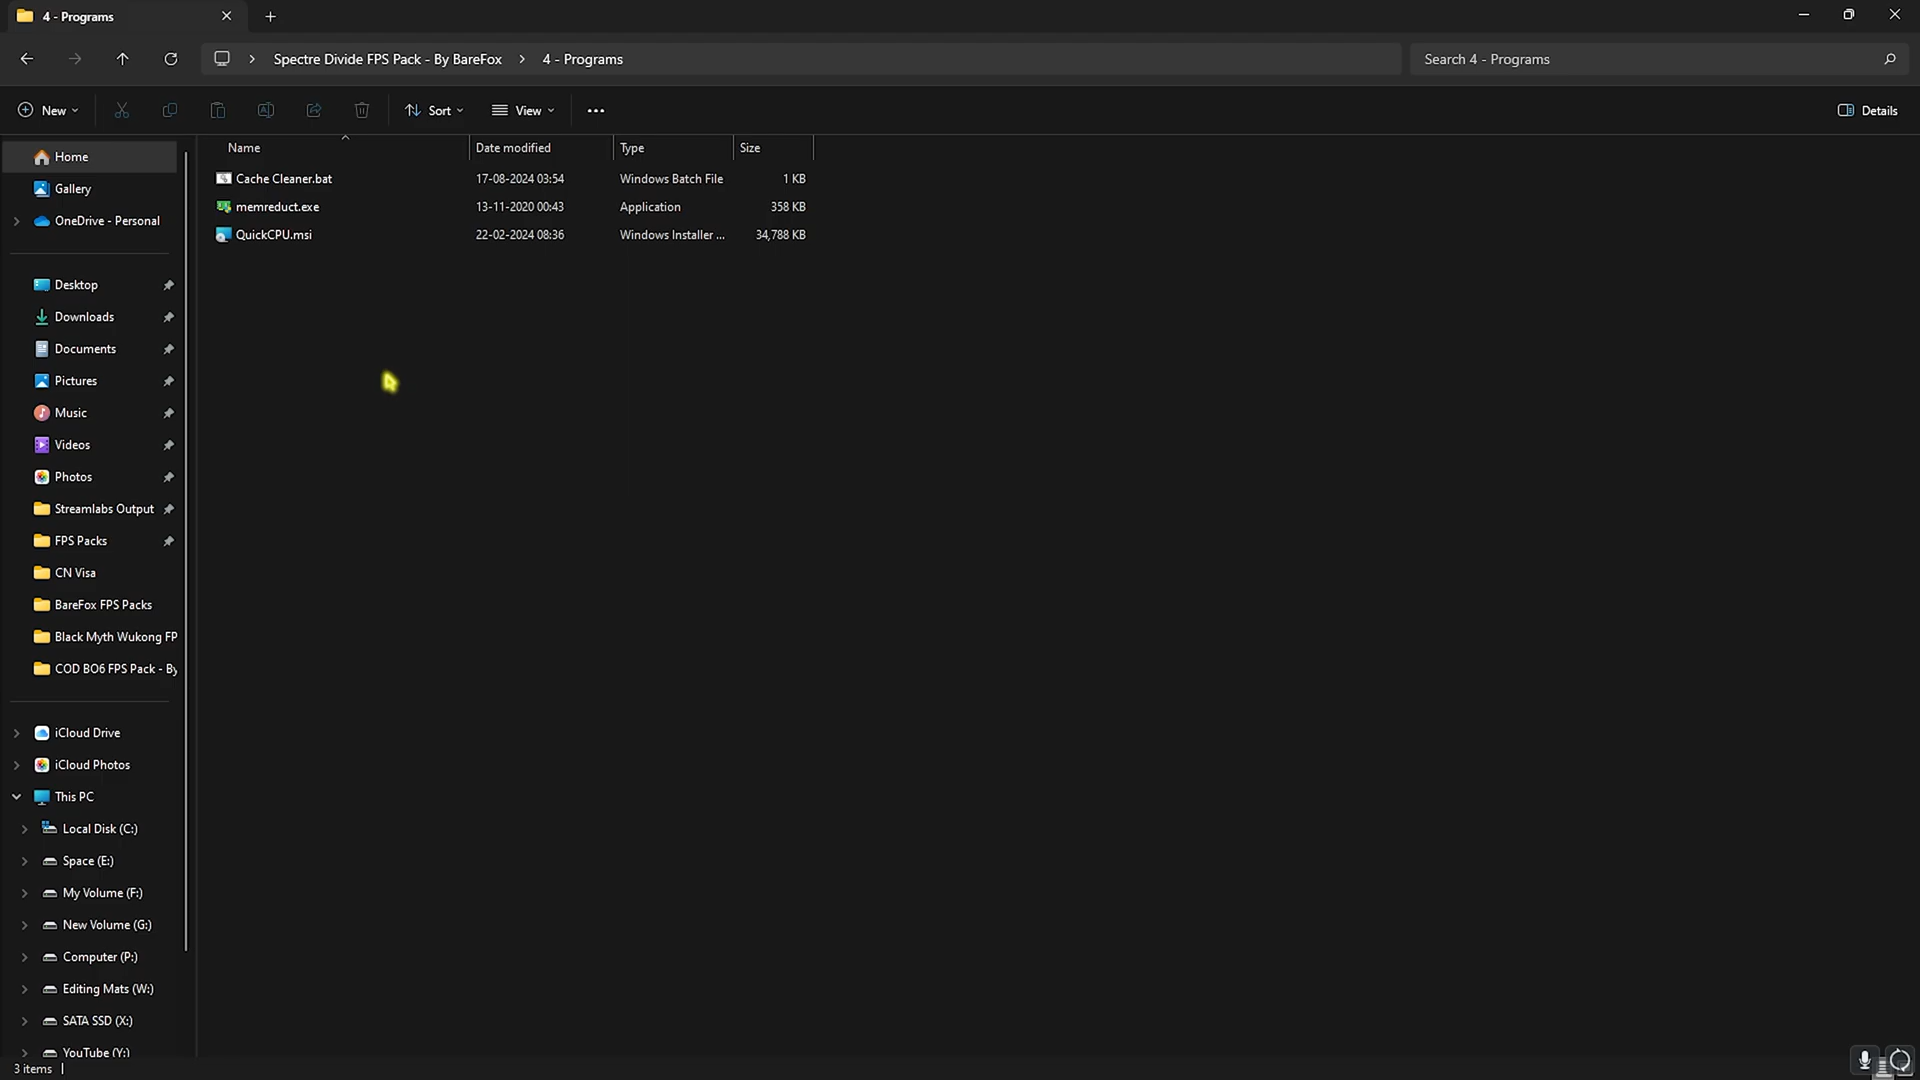 4 - Programs
Spectre Divide FPS Pack - By BareFox > 4 - Programs
Search 4 - Programs
New
Sort
View
Details
Name Date modified Type Size
Cache Cleaner.bat 17-08-2024 03:54 Windows Batch File 1 KB
memreduct.exe 13-11-2020 00:43 Application 358 KB
QuickCPU.msi 22-02-2024 08:36 Windows Installer ... 34,788 KB
Home
Gallery
OneDrive - Personal
Desktop
Downloads
Documents
Pictures
Music
Videos
Photos
Streamlabs Output
FPS Packs
CN Visa
BareFox FPS Packs
Black Myth Wukong FP
COD BO6 FPS Pack - By
iCloud Drive
iCloud Photos
This PC
Local Disk (C:)
Space (E:)
My Volume (F:)
New Volume (G:)
Computer (P:)
Editing Mats (W:)
SATA SSD (X:)
YouTube (Y:)
3 items